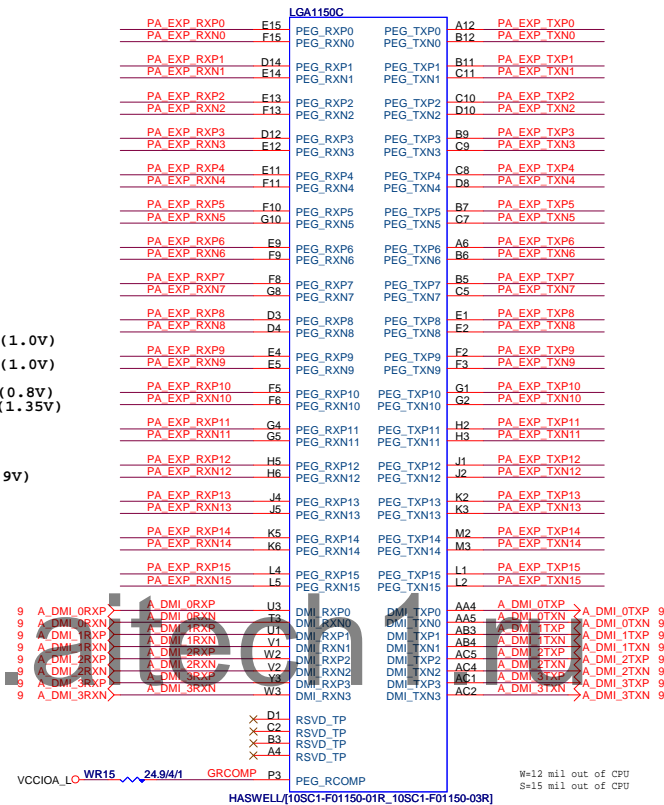 LGA1150C
PA_EXP_RXP0 E15 PEG_RXP0 PEG_TXP0 A12 PA_EXP_TXP0
PA_EXP_RXN0 F15 PEG_RXN0 PEG_TXN0 B12 PA_EXP_TXN0
PA_EXP_RXP1 D14 PEG_RXP1 PEG_TXP1 B11 PA_EXP_TXP1
PA_EXP_RXN1 E14 PEG_RXN1 PEG_TXN1 C11 PA_EXP_TXN1
PA_EXP_RXP2 E13 PEG_RXP2 PEG_TXP2 C10 PA_EXP_TXP2
PA_EXP_RXN2 F13 PEG_RXN2 PEG_TXN2 D10 PA_EXP_TXN2
PA_EXP_RXP3 D12 PEG_RXP3 PEG_TXP3 B9 PA_EXP_TXP3
PA_EXP_RXN3 E12 PEG_RXN3 PEG_TXN3 C9 PA_EXP_TXN3
PA_EXP_RXP4 E11 PEG_RXP4 PEG_TXP4 C8 PA_EXP_TXP4
PA_EXP_RXN4 F11 PEG_RXN4 PEG_TXN4 D8 PA_EXP_TXN4
PA_EXP_RXP5 F10 PEG_RXP5 PEG_TXP5 B7 PA_EXP_TXP5
PA_EXP_RXN5 G10 PEG_RXN5 PEG_TXN5 C7 PA_EXP_TXN5
PA_EXP_RXP6 E9 PEG_RXP6 PEG_TXP6 A6 PA_EXP_TXP6
PA_EXP_RXN6 F9 PEG_RXN6 PEG_TXN6 B6 PA_EXP_TXN6
PA_EXP_RXP7 F8 PEG_RXP7 PEG_TXP7 B5 PA_EXP_TXP7
PA_EXP_RXN7 G8 PEG_RXN7 PEG_TXN7 C5 PA_EXP_TXN7
PA_EXP_RXP8 D3 PEG_RXP8 PEG_TXP8 E1 PA_EXP_TXP8
PA_EXP_RXN8 D4 PEG_RXN8 PEG_TXN8 E2 PA_EXP_TXN8
(1.0V)
PA_EXP_RXP9 E4 PEG_RXP9 PEG_TXP9 F2 PA_EXP_TXP9
PA_EXP_RXN9 E5 PEG_RXN9 PEG_TXN9 F3 PA_EXP_TXN9
(1.0V)
PA_EXP_RXP10 F5 PEG_RXP10 PEG_TXP10 G1 PA_EXP_TXP10
(0.8V)
PA_EXP_RXN10 F6 PEG_RXN10 PEG_TXN10 G2 PA_EXP_TXN10
(1.35V)
PA_EXP_RXP11 G4 PEG_RXP11 PEG_TXP11 H2 PA_EXP_TXP11
PA_EXP_RXN11 G5 PEG_RXN11 PEG_TXN11 H3 PA_EXP_TXN11
PA_EXP_RXP12 H5 PEG_RXP12 PEG_TXP12 J1 PA_EXP_TXP12
PA_EXP_RXN12 H6 PEG_RXN12 PEG_TXN12 J2 PA_EXP_TXN12
9V)
PA_EXP_RXP13 J4 PEG_RXP13 PEG_TXP13 K2 PA_EXP_TXP13
PA_EXP_RXN13 J5 PEG_RXN13 PEG_TXN13 K3 PA_EXP_TXN13
PA_EXP_RXP14 K5 PEG_RXP14 PEG_TXP14 M2 PA_EXP_TXP14
PA_EXP_RXN14 K6 PEG_RXN14 PEG_TXN14 M3 PA_EXP_TXN14
PA_EXP_RXP15 L4 PEG_RXP15 PEG_TXP15 L1 PA_EXP_TXP15
PA_EXP_RXN15 L5 PEG_RXN15 PEG_TXN15 L2 PA_EXP_TXN15
9 A_DMI_0RXP A_DMI_0RXP U3 DMI_RXP0 DMI_TXP0 AA4 A_DMI_0TXP A_DMI_0TXP 9
9 A_DMI_0RXN A_DMI_0RXN T3 DMI_RXN0 DMI_TXN0 AA5 A_DMI_0TXN A_DMI_0TXN 9
9 A_DMI_1RXP A_DMI_1RXP U1 DMI_RXP1 DMI_TXP1 AB3 A_DMI_1TXP A_DMI_1TXP 9
9 A_DMI_1RXN A_DMI_1RXN V1 DMI_RXN1 DMI_TXN1 AB4 A_DMI_1TXN A_DMI_1TXN 9
9 A_DMI_2RXP A_DMI_2RXP W2 DMI_RXP2 DMI_TXP2 AC5 A_DMI_2TXP A_DMI_2TXP 9
9 A_DMI_2RXN A_DMI_2RXN V2 DMI_RXN2 DMI_TXN2 AC4 A_DMI_2TXN A_DMI_2TXN 9
9 A_DMI_3RXP A_DMI_3RXP Y3 DMI_RXP3 DMI_TXP3 AC1 A_DMI_3TXP A_DMI_3TXP 9
9 A_DMI_3RXN A_DMI_3RXN W3 DMI_RXN3 DMI_TXN3 AC2 A_DMI_3TXN A_DMI_3TXN 9
.aitech1.ru
D1 RSVD_TP
C2 RSVD_TP
B3 RSVD_TP
A4 RSVD_TP
VCCIOA_L WR15 24.9/4/1 GRCOMP P3 PEG_RCOMP
W=12 mil out of CPU
S=15 mil out of CPU
HASWELL/[10SC1-F01150-01R_10SC1-F01150-03R]